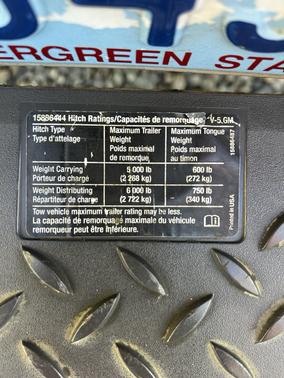 EVERGREEN STA
15886444 Hitch Ratings/Capacités de remorquage *V-5.GM
Hitch Type Maximum Trailer Maximum Tongue
Type d'attelage Weight Weight
Poids maximal Poids maximal
de remorque au timon
Weight Carrying 5 000 lb 600 lb
Porteur de charge (2 268 kg) (272 kg)
Weight Distributing 6 000 lb 750 lb
Répartiteur de charge (2 722 kg) (340 kg)
Tow vehicle maximum trailer rating may be less.
La capacité de remorquage maximale du véhicule
remorqueur peut être inférieure.
Printed in USA